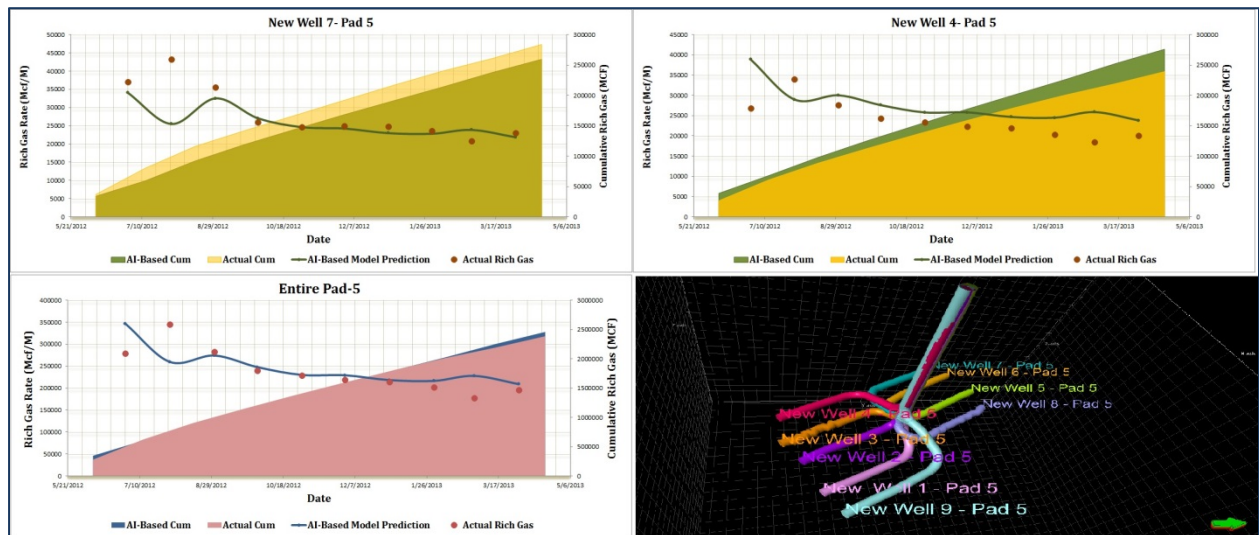 New Well 7- Pad 5
Rich Gas Rate (Mcf/M)
50000
45000
40000
35000
30000
25000
20000
15000
10000
5000
0
300000
250000
200000
150000
100000
50000
0
Cumulative Rich Gas (MCF)
5/21/2012 7/10/2012 8/29/2012 10/18/2012 12/7/2012 1/26/2013 3/17/2013 5/6/2013
Date
AI-Based Cum Actual Cum AI-Based Model Prediction Actual Rich Gas
New Well 4- Pad 5
Rich Gas Rate (Mcf/M)
45000
40000
35000
30000
25000
20000
15000
10000
5000
0
300000
250000
200000
150000
100000
50000
0
Cumulative Rich Gas (MCF)
5/21/2012 7/10/2012 8/29/2012 10/18/2012 12/7/2012 1/26/2013 3/17/2013 5/6/2013
Date
AI-Based Cum Actual Cum AI-Based Model Prediction Actual Rich Gas
Entire Pad-5
Rich Gas Rate (Mcf/M)
400000
350000
300000
250000
200000
150000
100000
50000
0
3000000
2500000
2000000
1500000
1000000
500000
0
Cumulative Rich Gas (MCF)
5/21/2012 7/10/2012 8/29/2012 10/18/2012 12/7/2012 1/26/2013 3/17/2013 5/6/2013
Date
AI-Based Cum Actual Cum AI-Based Model Prediction Actual Rich Gas
New Well 7 - Pad 5
New Well 6 - Pad 5
New Well 5 - Pad 5
New Well 8 - Pad 5
New Well 4 - Pad 5
New Well 3 - Pad 5
New Well 2 - Pad 5
New Well 1 - Pad 5
New Well 9 - Pad 5